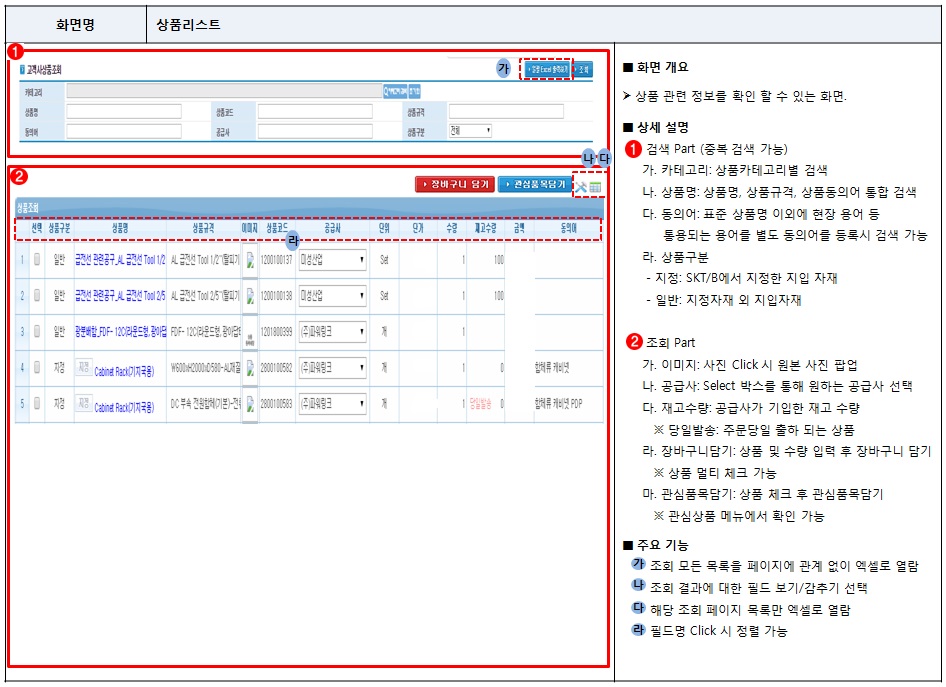 화면명
상품리스트
1
고객사상품조회
가
조회
카테고리
상품명
상품코드
상품규격
동의어
공급사
상품구분
전체
나 다
2
장바구니 담기
관심품목담기
상품조회
선택 상품구분 상품명 상품규격 이미지 상품코드 공급사 단위 단가 수량 재고수량 금액 동의어
라
1 일반 급전선 관련공구_AL 급전선 Tool 1/2 AL 급전선 Tool 1/2"(탈피기 1200100137 미성산업 Set 1 100
2 일반 급전선 관련공구_AL 급전선 Tool 2/5 AL 급전선 Tool 2/5"(탈피기 1200100138 미성산업 Set 1 100
3 일반 광분배함_FDF- 12C(라운드형,광어답 FDF- 12C(라운드형,광어답 1201800399 (주)파워링크 개 1
4 지정 지정 Cabinet Rack(기지국용) W600xH2000xD580-AL재질 2800100582 (주)파워링크 개 1 0 함체류 캐비넷
5 지정 지정 Cabinet Rack(기지국용) DC 부속 전원함체(기분)-전 2800100583 (주)파워링크 개 1 당일발송 0 함체류 캐비넷 PDP
■ 화면 개요
➢ 상품 관련 정보를 확인 할 수 있는 화면.
■ 상세 설명
1 검색 Part (중복 검색 가능)
가. 카테고리: 상품카테고리별 검색
나. 상품명: 상품명, 상품규격, 상품동의어 통합 검색
다. 동의어: 표준 상품명 이외에 현장 용어 등
통용되는 용어를 별도 동의어를 등록시 검색 가능
라. 상품구분
- 지정: SKT/B에서 지정한 지입 자재
- 일반: 지정자재 외 지입자재
2 조회 Part
가. 이미지: 사진 Click 시 원본 사진 팝업
나. 공급사: Select 박스를 통해 원하는 공급사 선택
다. 재고수량: 공급사가 기입한 재고 수량
※ 당일발송: 주문당일 출하 되는 상품
라. 장바구니담기: 상품 및 수량 입력 후 장바구니 담기
※ 상품 멀티 체크 가능
마. 관심품목담기: 상품 체크 후 관심품목담기
※ 관심상품 메뉴에서 확인 가능
■ 주요 기능
가 조회 모든 목록을 페이지에 관계 없이 엑셀로 열람
나 조회 결과에 대한 필드 보기/감추기 선택
다 해당 조회 페이지 목록만 엑셀로 열람
라 필드명 Click 시 정렬 가능